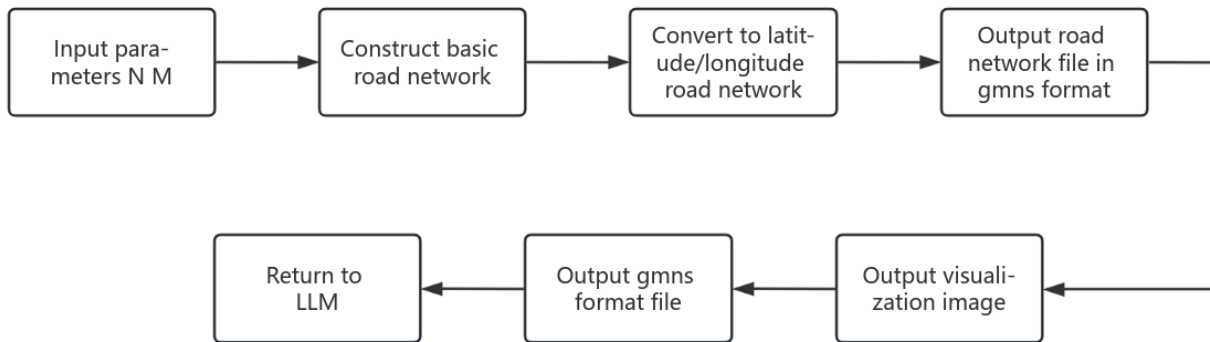 Input para-
meters N M
Construct basic
road network
Convert to latit-
ude/longitude
road network
Output road
network file in
gmns format
Return to
LLM
Output gmns
format file
Output visuali-
zation image